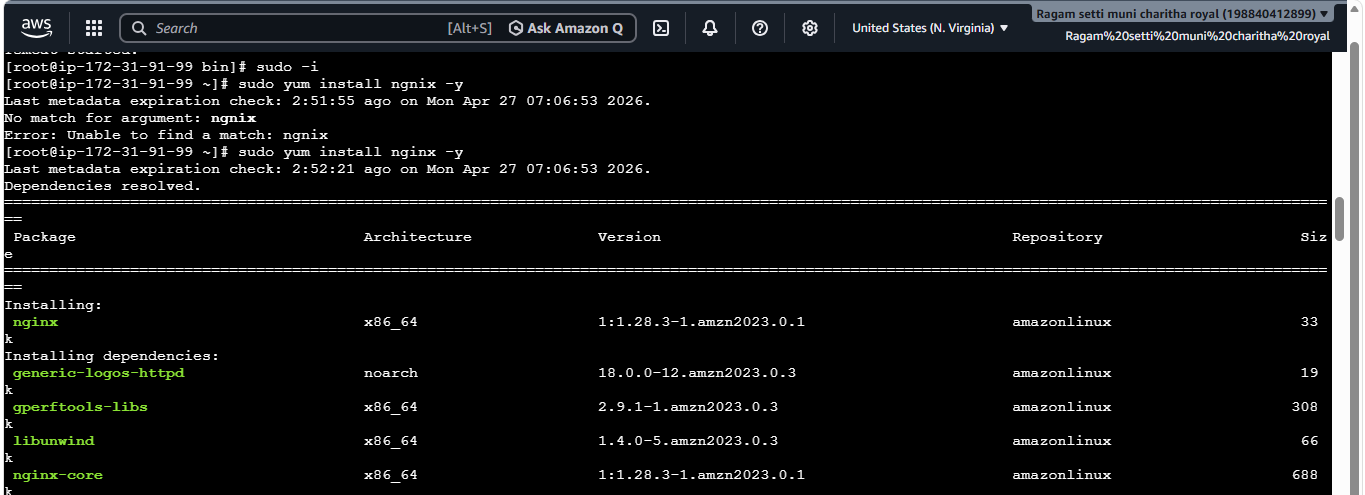 aws
Search [Alt+S] Ask Amazon Q United States (N. Virginia) ▼ Ragam setti muni charitha royal (198840412899) ▼
Ragam%20setti%20muni%20charitha%20royal
Tomcat started.
[root@ip-172-31-91-99 bin]# sudo -i
[root@ip-172-31-91-99 ~]# sudo yum install ngnix -y
Last metadata expiration check: 2:51:55 ago on Mon Apr 27 07:06:53 2026.
No match for argument: ngnix
Error: Unable to find a match: ngnix
[root@ip-172-31-91-99 ~]# sudo yum install nginx -y
Last metadata expiration check: 2:52:21 ago on Mon Apr 27 07:06:53 2026.
Dependencies resolved.
Package Architecture Version Repository Siz
e
Installing:
nginx x86_64 1:1.28.3-1.amzn2023.0.1 amazonlinux 33
k
Installing dependencies:
generic-logos-httpd noarch 18.0.0-12.amzn2023.0.3 amazonlinux 19
k
gperftools-libs x86_64 2.9.1-1.amzn2023.0.3 amazonlinux 308
k
libunwind x86_64 1.4.0-5.amzn2023.0.3 amazonlinux 66
k
nginx-core x86_64 1:1.28.3-1.amzn2023.0.1 amazonlinux 688
k